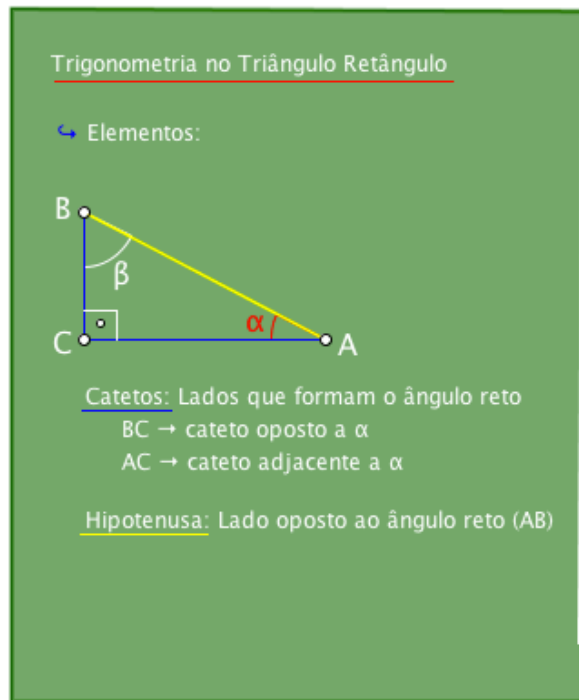 Trigonometria no Triângulo Retângulo
↪ Elementos:
B
β
α
C
A
Catetos: Lados que formam o ângulo reto
BC → cateto oposto a α
AC → cateto adjacente a α
Hipotenusa: Lado oposto ao ângulo reto (AB)